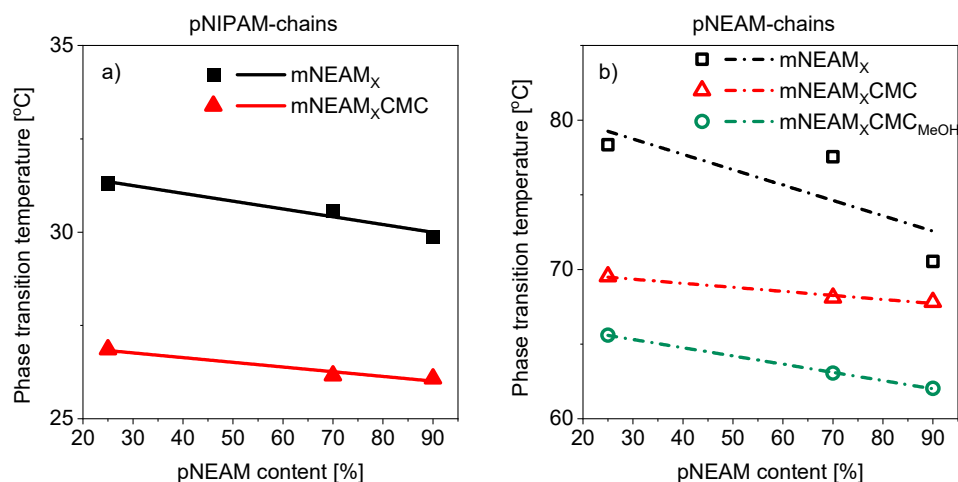 pNIPAM-chains
a)
mNEAMX
mNEAMXCMC
35
30
25
Phase transition temperature [°C]
20 30 40 50 60 70 80 90
pNEAM content [%]
pNEAM-chains
b)
mNEAMX
mNEAMXCMC
mNEAMXCMCMeOH
80
70
60
Phase transition temperature [°C]
20 30 40 50 60 70 80 90
pNEAM content [%]